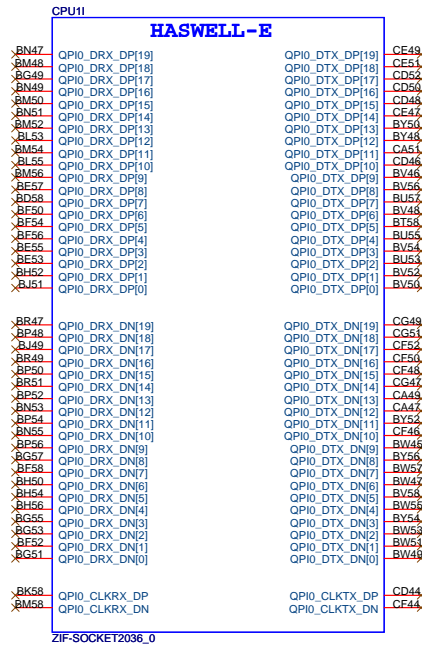 CPU1I
HASWELL-E
BN47 QPI0_DRX_DP[19] QPI0_DTX_DP[19] CE49
BM48 QPI0_DRX_DP[18] QPI0_DTX_DP[18] CE51
BG49 QPI0_DRX_DP[17] QPI0_DTX_DP[17] CD52
BN49 QPI0_DRX_DP[16] QPI0_DTX_DP[16] CD50
BM50 QPI0_DRX_DP[15] QPI0_DTX_DP[15] CD48
BN51 QPI0_DRX_DP[14] QPI0_DTX_DP[14] CE47
BM52 QPI0_DRX_DP[13] QPI0_DTX_DP[13] BY50
BL53 QPI0_DRX_DP[12] QPI0_DTX_DP[12] BY48
BM54 QPI0_DRX_DP[11] QPI0_DTX_DP[11] CA51
BL55 QPI0_DRX_DP[10] QPI0_DTX_DP[10] CD46
BM56 QPI0_DRX_DP[9] QPI0_DTX_DP[9] BV46
BE57 QPI0_DRX_DP[8] QPI0_DTX_DP[8] BV56
BD58 QPI0_DRX_DP[7] QPI0_DTX_DP[7] BU57
BF50 QPI0_DRX_DP[6] QPI0_DTX_DP[6] BV48
BF54 QPI0_DRX_DP[5] QPI0_DTX_DP[5] BT58
BF56 QPI0_DRX_DP[4] QPI0_DTX_DP[4] BU55
BE55 QPI0_DRX_DP[3] QPI0_DTX_DP[3] BV54
BE53 QPI0_DRX_DP[2] QPI0_DTX_DP[2] BU53
BH52 QPI0_DRX_DP[1] QPI0_DTX_DP[1] BV52
BJ51 QPI0_DRX_DP[0] QPI0_DTX_DP[0] BV50
BR47 QPI0_DRX_DN[19] QPI0_DTX_DN[19] CG49
BP48 QPI0_DRX_DN[18] QPI0_DTX_DN[18] CG51
BJ49 QPI0_DRX_DN[17] QPI0_DTX_DN[17] CF52
BR49 QPI0_DRX_DN[16] QPI0_DTX_DN[16] CF50
BP50 QPI0_DRX_DN[15] QPI0_DTX_DN[15] CF48
BR51 QPI0_DRX_DN[14] QPI0_DTX_DN[14] CG47
BP52 QPI0_DRX_DN[13] QPI0_DTX_DN[13] CA49
BN53 QPI0_DRX_DN[12] QPI0_DTX_DN[12] CA47
BP54 QPI0_DRX_DN[11] QPI0_DTX_DN[11] BY52
BN55 QPI0_DRX_DN[10] QPI0_DTX_DN[10] CF46
BP56 QPI0_DRX_DN[9] QPI0_DTX_DN[9] BW45
BG57 QPI0_DRX_DN[8] QPI0_DTX_DN[8] BY56
BF58 QPI0_DRX_DN[7] QPI0_DTX_DN[7] BW57
BH50 QPI0_DRX_DN[6] QPI0_DTX_DN[6] BW47
BH54 QPI0_DRX_DN[5] QPI0_DTX_DN[5] BV58
BH56 QPI0_DRX_DN[4] QPI0_DTX_DN[4] BW55
BG55 QPI0_DRX_DN[3] QPI0_DTX_DN[3] BY54
BG53 QPI0_DRX_DN[2] QPI0_DTX_DN[2] BW53
BF52 QPI0_DRX_DN[1] QPI0_DTX_DN[1] BW51
BG51 QPI0_DRX_DN[0] QPI0_DTX_DN[0] BW49
BK58 QPI0_CLKRX_DP QPI0_CLKTX_DP CD44
BM58 QPI0_CLKRX_DN QPI0_CLKTX_DN CF44
ZIF-SOCKET2036_0